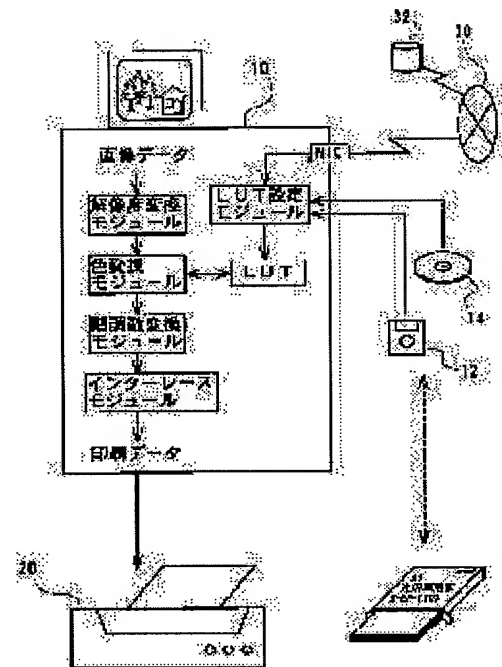 32
30
10
画像データ
NIC
解像度変換
モジュール
LUT設定
モジュール
色変換
モジュール
LUT
14
階調数変換
モジュール
12
インターレース
モジュール
印刷データ
20